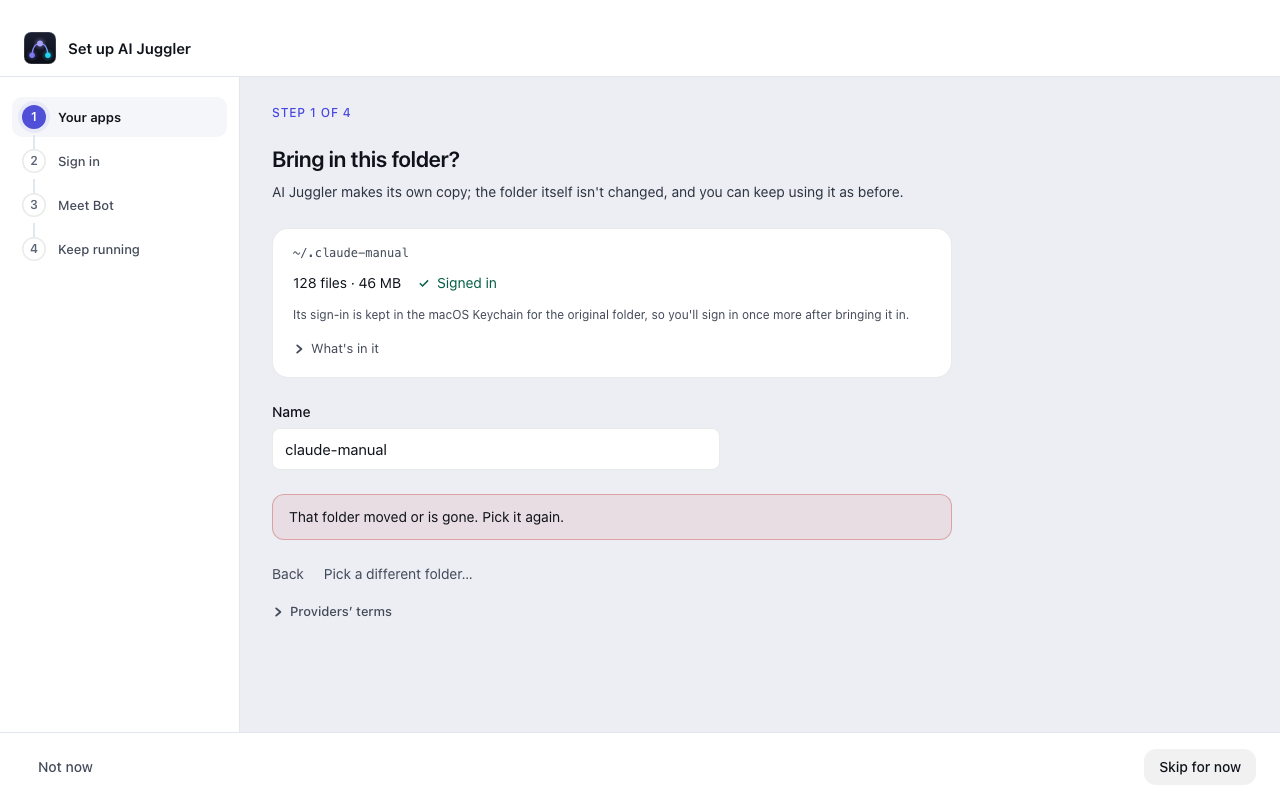 Set up AI Juggler
1 Your apps
2 Sign in
3 Meet Bot
4 Keep running
STEP 1 OF 4
Bring in this folder?
AI Juggler makes its own copy; the folder itself isn't changed, and you can keep using it as before.
~/.claude-manual
128 files · 46 MB ✓ Signed in
Its sign-in is kept in the macOS Keychain for the original folder, so you'll sign in once more after bringing it in.
What's in it
Name
claude-manual
That folder moved or is gone. Pick it again.
Back Pick a different folder...
Providers’ terms
Not now
Skip for now